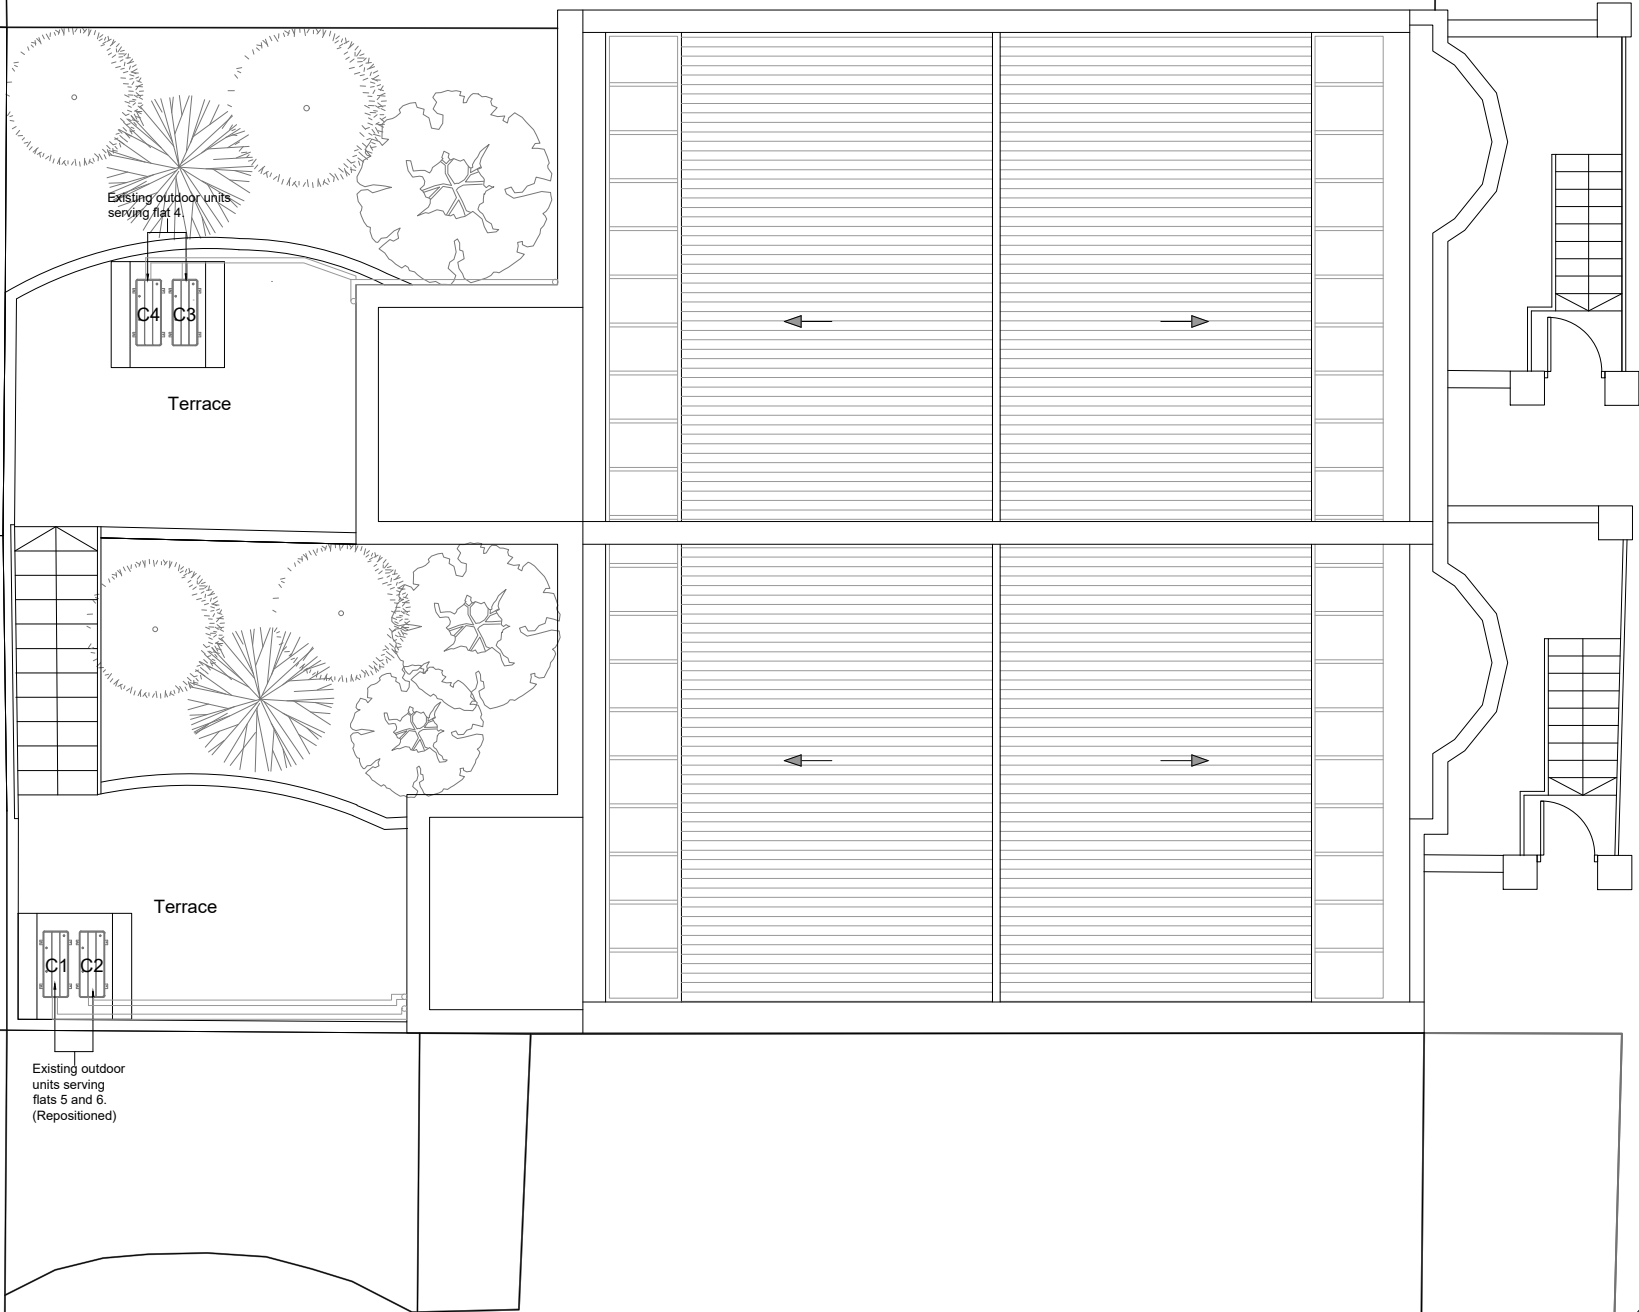 Existing outdoor units
serving flat 4.
C4 C3
Terrace
Terrace
C1 C2
Existing outdoor
units serving
flats 5 and 6.
(Repositioned)